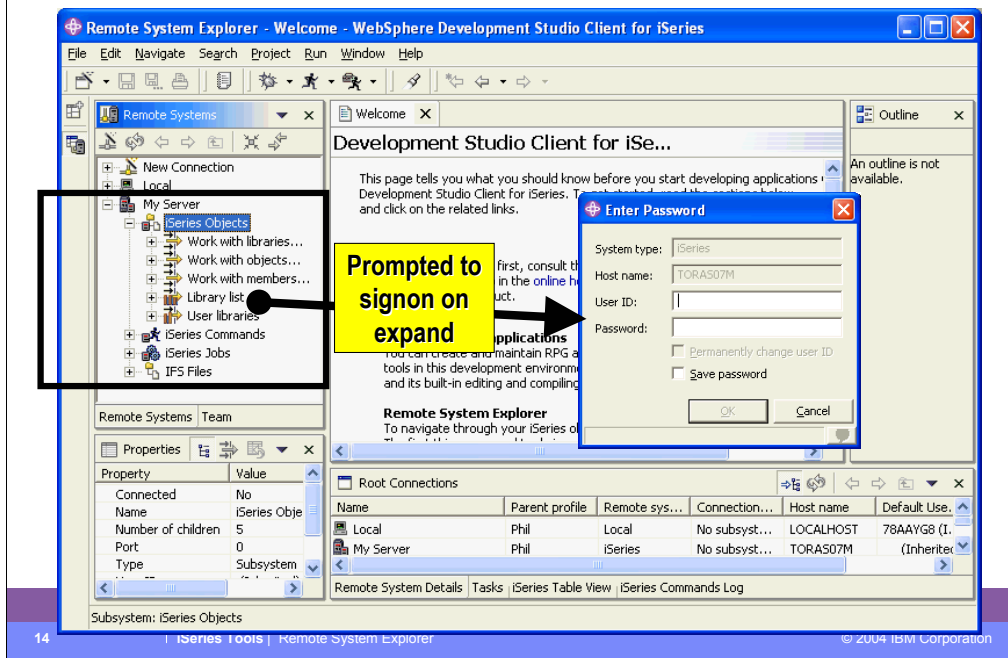 Remote System Explorer - Welcome - WebSphere Development Studio Client for iSeries
File Edit Navigate Search Project Run Window Help
Remote Systems
New Connection
Local
My Server
iSeries Objects
Work with libraries...
Work with objects...
Work with members...
Library list
User libraries
iSeries Commands
iSeries Jobs
IFS Files
Remote Systems Team
Welcome
Development Studio Client for iSe...
This page tells you what you should know before you start developing applications
Development Studio Client for iSeries. To get started, read the sections below
and click on the related links.
first, consult th
in the online he
uct.
pplications
You can create and maintain RPG a
tools in this development environme
and its built-in editing and compiling
Remote System Explorer
To navigate through your iSeries ob
Outline
An outline is not
available.
Prompted to
signon on
expand
Enter Password
System type: iSeries
Host name: TORAS07M
User ID:
Password:
Permanently change user ID
Save password
OK Cancel
Properties
Property Value
Connected No
Name iSeries Obje
Number of children 5
Port 0
Type Subsystem
Root Connections
Name Parent profile Remote sys... Connection... Host name Default Use.
Local Phil Local No subsyst... LOCALHOST 78AAYG8 (I.
My Server Phil iSeries No subsyst... TORAS07M (Inherited
Remote System Details Tasks iSeries Table View iSeries Commands Log
Subsystem: iSeries Objects
14 | iSeries Tools | Remote System Explorer © 2004 IBM Corporation